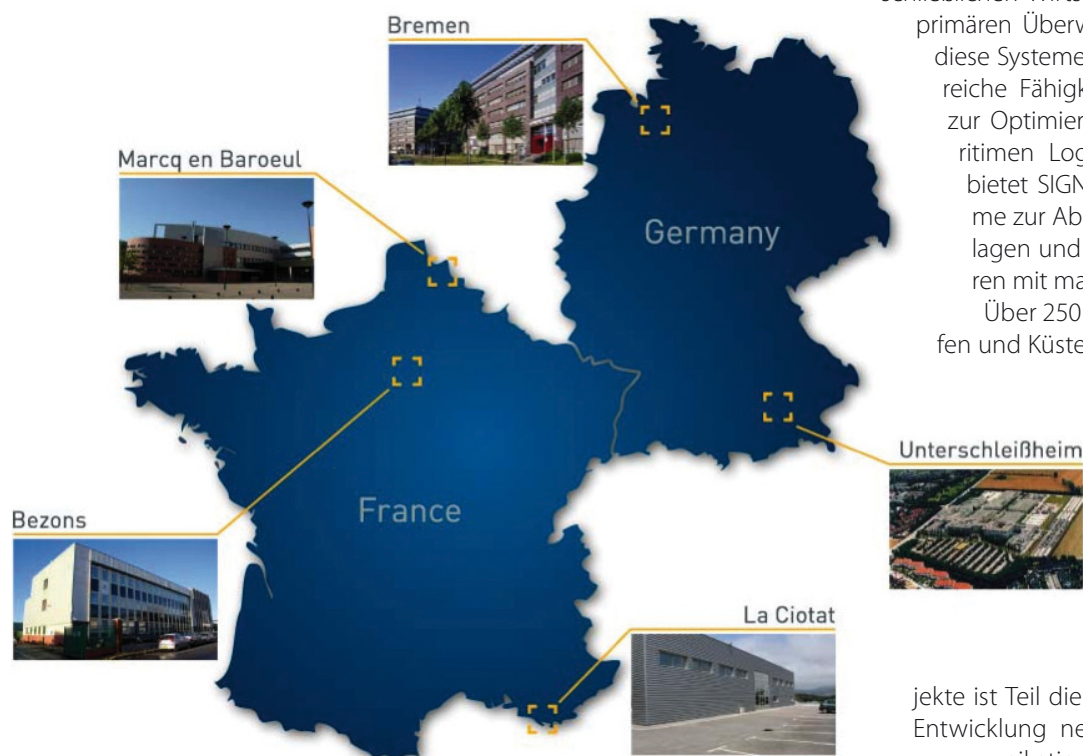 Bremen
Marcq en Baroeul
Germany
Unterschleißheim
Bezons
France
La Ciotat
primären Überw
diese Systeme
reiche Fähigk
zur Optimier
ritimen Log
bietet SIGN
me zur Ab
lagen und
ren mit ma
Über 250
fen und Küste
jekte ist Teil die
Entwicklung ne